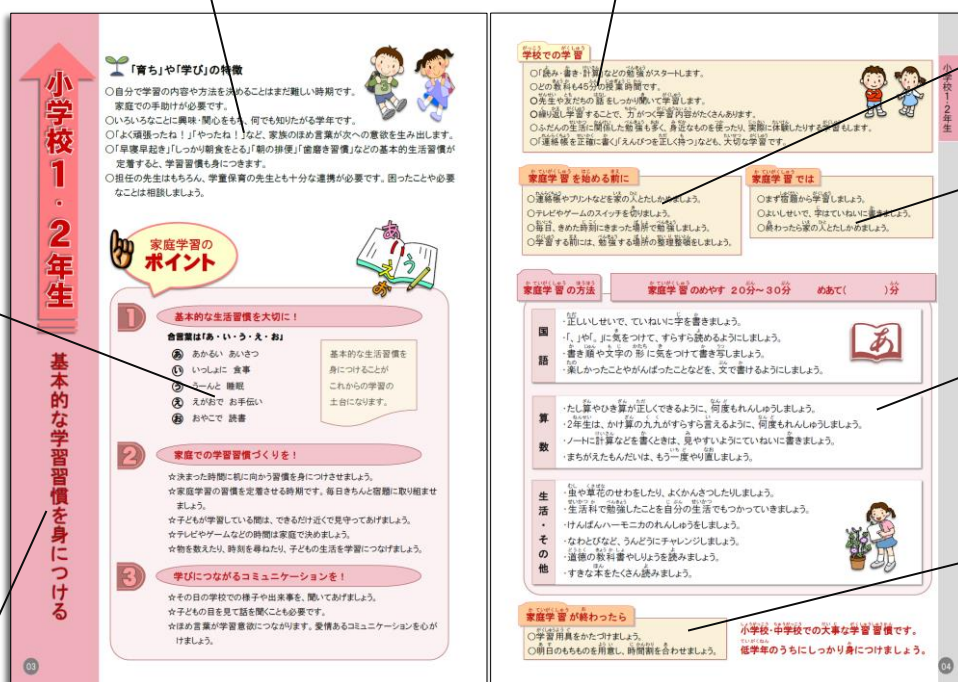 小学校1・2年生
基本的な学習習慣を身につける
「育ち」や「学び」の特徴
○自分で学習の内容や方法を決めることはまだ難しい時期です。
家庭での手助けが必要です。
○いろいろなことに興味・関心をもち、何でも知りたがる学年です。
○「よく頑張ったね!」「やったね!」など、家族のほめ言葉が次への意欲を生み出します。
○「早寝早起き」「しっかり朝食をとる」「朝の排便」「歯磨き習慣」などの基本的生活習慣が
定着すると、学習習慣も身につきます。
○担任の先生はもちろん、学童保育の先生とも十分な連携が必要です。困ったことや必要
なことは相談しましょう。
家庭学習の
ポイント
あ
い
う
え
お
1
基本的な生活習慣を大切に!
合言葉は「あ・い・う・え・お」
あ あかるい あいさつ
い いっしょに 食事
う うーんと 睡眠
え えがおで お手伝い
お おやこで 読書
基本的な生活習慣を
身につけることが
これからの学習の
土台になります。
2
家庭での学習習慣づくりを!
☆決まった時間に机に向かう習慣を身につけさせましょう。
☆家庭学習の習慣を定着させる時期です。毎日きちんと宿題に取り組ませ
ましょう。
☆子どもが学習している間は、できるだけ近くで見守ってあげましょう。
☆テレビやゲームなどの時間は家庭で決めましょう。
☆物を数えたり、時刻を尋ねたり、子どもの生活を学習につなげましょう。
3
学びにつながるコミュニケーションを!
☆その日の学校での様子や出来事を、聞いてあげましょう。
☆子どもの目を見て話を聞くことも必要です。
☆ほめ言葉が学習意欲につながります。愛情あるコミュニケーションを心が
けましょう。
03
小学校1・2年生
学校での学習
○「読み・書き・計算」などの勉強がスタートします。
○どの教科も45分の授業時間です。
○先生や友だちの話をしっかり聞いて学習します。
○繰り返し学習することで、力がつく学習内容がたくさんあります。
○ふだんの生活に関係した勉強も多く、身近なものを使ったり、実際に体験したりする学習もします。
○「連絡帳を正確に書く」「えんぴつを正しく持つ」なども、大切な学習です。
家庭学習を始める前に
○連絡帳やプリントなどを家の人とたしかめましょう。
○テレビやゲームのスイッチを切りましょう。
○毎日、きめた時刻にきまった場所で勉強しましょう。
○学習する前には、勉強する場所の整理整頓をしましょう。
家庭学習では
○まず宿題から学習しましょう。
○よいしせいで、字はていねいに書きましょう。
○終わったら家の人とたしかめましょう。
家庭学習の方法
家庭学習のめやす 20分～30分 めあて( )分
国語
・正しいしせいで、ていねいに字を書きましょう。
・「、」や「。」に気をつけて、すらすら読めるようにしましょう。
・書き順や文字の形に気をつけて書き写しましょう。
・楽しかったことやがんばったことなどを、文で書けるようにしましょう。
あ
算数
・たし算やひき算が正しくできるように、何度もれんしゅうしましょう。
・2年生は、かけ算の九九がすらすら言えるように、何度もれんしゅうしましょう。
・ノートに計算などを書くときは、見やすいようにていねいに書きましょう。
・まちがえたもんだいは、もう一度やり直しましょう。
生活・その他
・虫や草花のせわをしたり、よくかんさつしたりしましょう。
・生活科で勉強したことを自分の生活でもつかっていきましょう。
・けんばんハーモニカのれんしゅうをしましょう。
・なわとびなど、うんどうにチャレンジしましょう。
・道徳の教科書やしりょうを読みましょう。
・すきな本をたくさん読みましょう。
家庭学習が終わったら
○学習用具をかたづけましょう。
○明日のもちものを用意し、時間割を合わせましょう。
小学校・中学校での大事な学習習慣です。
低学年のうちにしっかり身につけましょう。
04